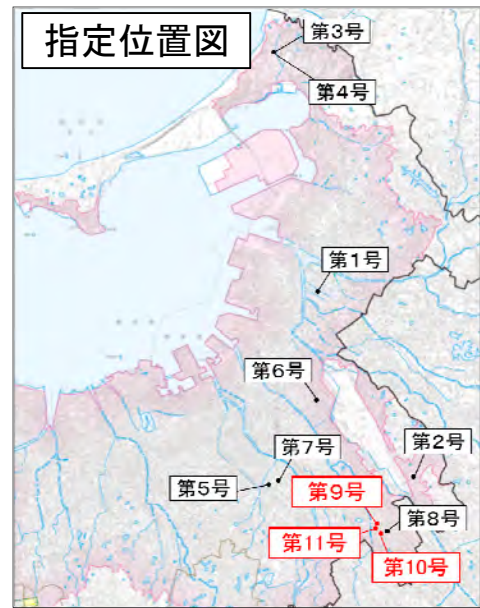 指定位置図
第3号
第4号
第1号
第6号
第2号
第7号
第5号
第9号
第8号
第11号
第10号